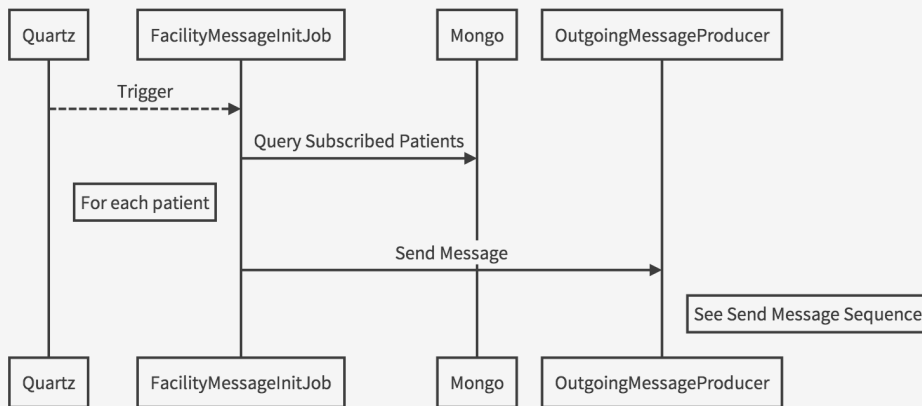 Quartz
FacilityMessageInitJob
Mongo
OutgoingMessageProducer
Trigger
Query Subscribed Patients
For each patient
Send Message
See Send Message Sequence
Quartz
FacilityMessageInitJob
Mongo
OutgoingMessageProducer